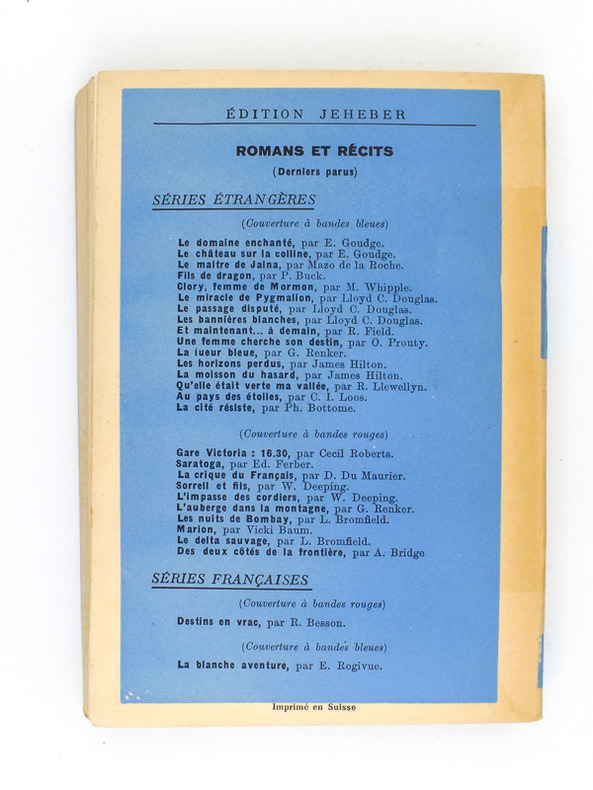 ÉDITION JEHEBER
ROMANS ET RÉCITS
(Derniers parus)
SÉRIES ÉTRANGÈRES
(Couverture à bandes bleues)
Le domaine enchanté, par E. Goudge.
Le château sur la colline, par E. Goudge.
Le maitre de Jalna, par Mazo de la Roche.
Fils de dragon, par P. Buck.
Clory, femme de Mormon, par M. Whipple.
Le miracle de Pygmalion, par Lloyd C. Douglas.
Le passage disputé, par Lloyd C. Douglas.
Les bannières blanches, par Lloyd C. Douglas.
Et maintenant... à demain, par R. Field.
Une femme cherche son destin, par O. Prouty.
La lueur bleue, par G. Renker.
Les horizons perdus, par James Hilton.
La moisson du hasard, par James Hilton.
Qu'elle était verte ma vallée, par R. Llewellyn.
Au pays des étoiles, par C. I. Loos.
La cité résiste, par Ph. Bottome.
(Couverture à bandes rouges)
Gare Victoria : 16.30, par Cecil Roberts.
Saratoga, par Ed. Ferber.
La crique du Français, par D. Du Maurier.
Sorrell et fils, par W. Deeping.
L'impasse des cordiers, par W. Deeping.
L'auberge dans la montagne, par G. Renker.
Les nuits de Bombay, par L. Bromfield.
Marion, par Vicki Baum.
Le delta sauvage, par L. Bromfield.
Des deux côtés de la frontière, par A. Bridge
SÉRIES FRANÇAISES
(Couverture à bandes rouges)
Destins en vrac, par R. Besson.
(Couverture à bandes bleues)
La blanche aventure, par E. Rogivue.
Imprimé en Suisse